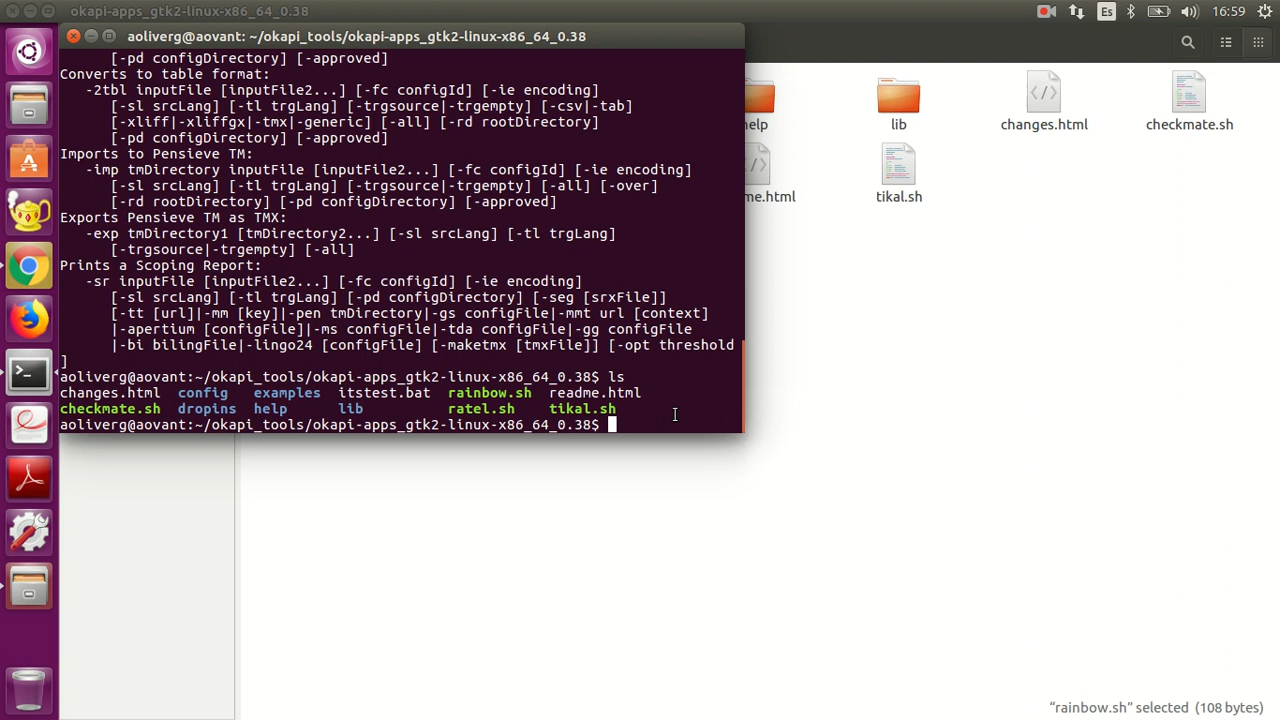 okapi-apps_gtk2-linux-x86_64_0.38
Es
16:59
aoliverg@aovant: ~/okapi_tools/okapi-apps_gtk2-linux-x86_64_0.38
[-pd configDirectory] [-approved]
Converts to table format:
-2tbl inputFile [inputFile2...] [-fc configId] [-ie encoding]
[-sl srcLang] [-tl trgLang] [-trgsource|-trgempty] [-csv|-tab]
[-xliff|-xliffgx|-tmx|-generic] [-all] [-rd rootDirectory]
[-pd configDirectory] [-approved]
Imports to Pensieve TM:
-imp tmDirectory inputFile [inputFile2...] [-fc configId] [-ie encoding]
[-sl srcLang] [-tl trgLang] [-trgsource|-trgempty] [-all] [-over]
[-rd rootDirectory] [-pd configDirectory] [-approved]
Exports Pensieve TM as TMX:
-exp tmDirectory1 [tmDirectory2...] [-sl srcLang] [-tl trgLang]
[-trgsource|-trgempty] [-all]
Prints a Scoping Report:
-sr inputFile [inputFile2...] [-fc configId] [-ie encoding]
[-sl srcLang] [-tl trgLang] [-pd configDirectory] [-seg [srxFile]]
[-tt [url]|-mm [key]|-pen tmDirectory|-gs configFile|-mmt url [context]
|-apertium [configFile]|-ms configFile|-tda configFile|-gg configFile
|-bi bilingFile|-lingo24 [configFile] [-maketmx [tmxFile]] [-opt threshold
]
aoliverg@aovant:~/okapi_tools/okapi-apps_gtk2-linux-x86_64_0.38$ ls
changes.html config examples itstest.bat rainbow.sh readme.html
checkmate.sh dropins help lib ratel.sh tikal.sh
aoliverg@aovant:~/okapi_tools/okapi-apps_gtk2-linux-x86_64_0.38$
help
lib
changes.html
checkmate.sh
me.html
tikal.sh
“rainbow.sh” selected (108 bytes)